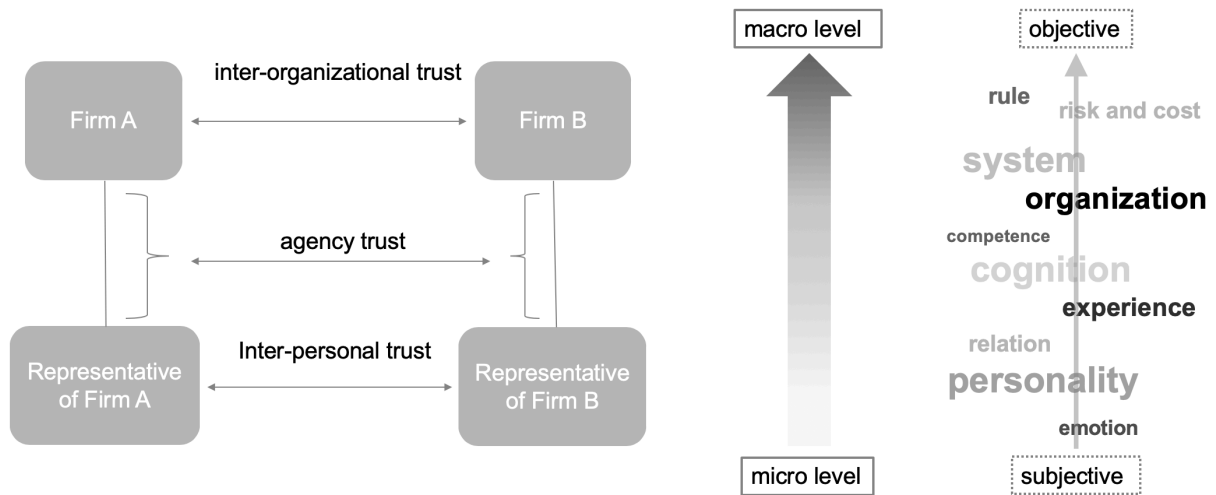 inter-organizational trust
Firm A
Firm B
agency trust
Inter-personal trust
Representative
of Firm A
Representative
of Firm B
macro level
micro level
objective
rule
risk and cost
system
organization
competence
cognition
experience
relation
personality
emotion
subjective